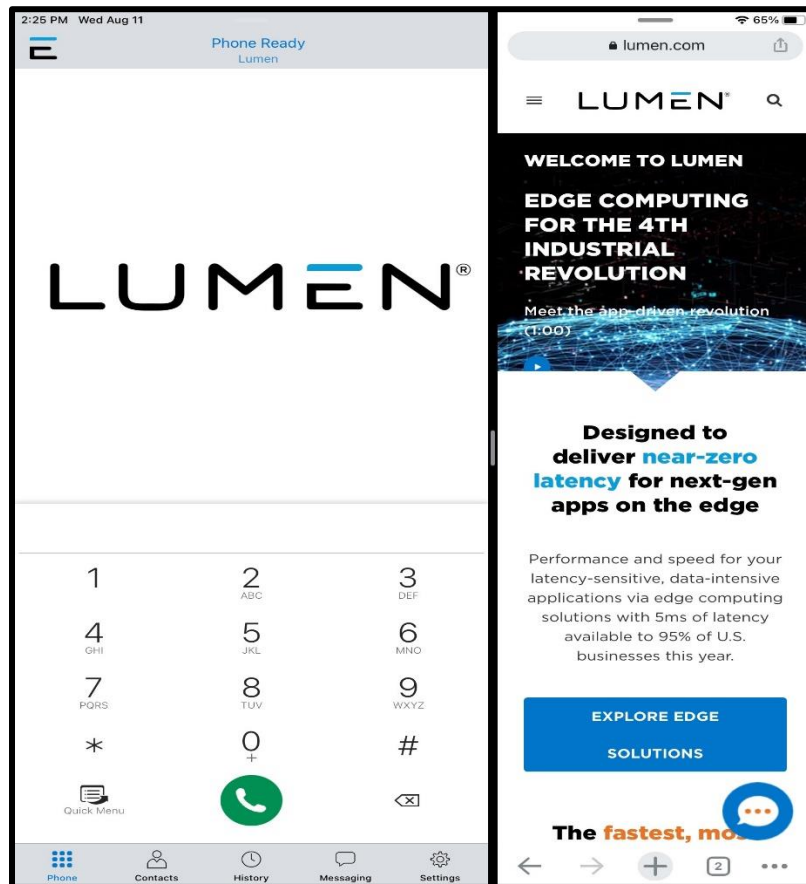 2:25 PM Wed Aug 11
Phone Ready
Lumen
LUMEN®
1
2
ABC
3
DEF
4
GHI
5
JKL
6
MNO
7
PQRS
8
TUV
9
WXYZ
*
0
+
#
Quick Menu
Phone
Contacts
History
Messaging
Settings
65%
lumen.com
LUMEN®
WELCOME TO LUMEN
EDGE COMPUTING
FOR THE 4TH
INDUSTRIAL
REVOLUTION
Meet the app-driven revolution
(1:00)
Designed to
deliver near-zero
latency for next-gen
apps on the edge
Performance and speed for your
latency-sensitive, data-intensive
applications via edge computing
solutions with 5ms of latency
available to 95% of U.S.
businesses this year.
EXPLORE EDGE
SOLUTIONS
The fastest, mo
2